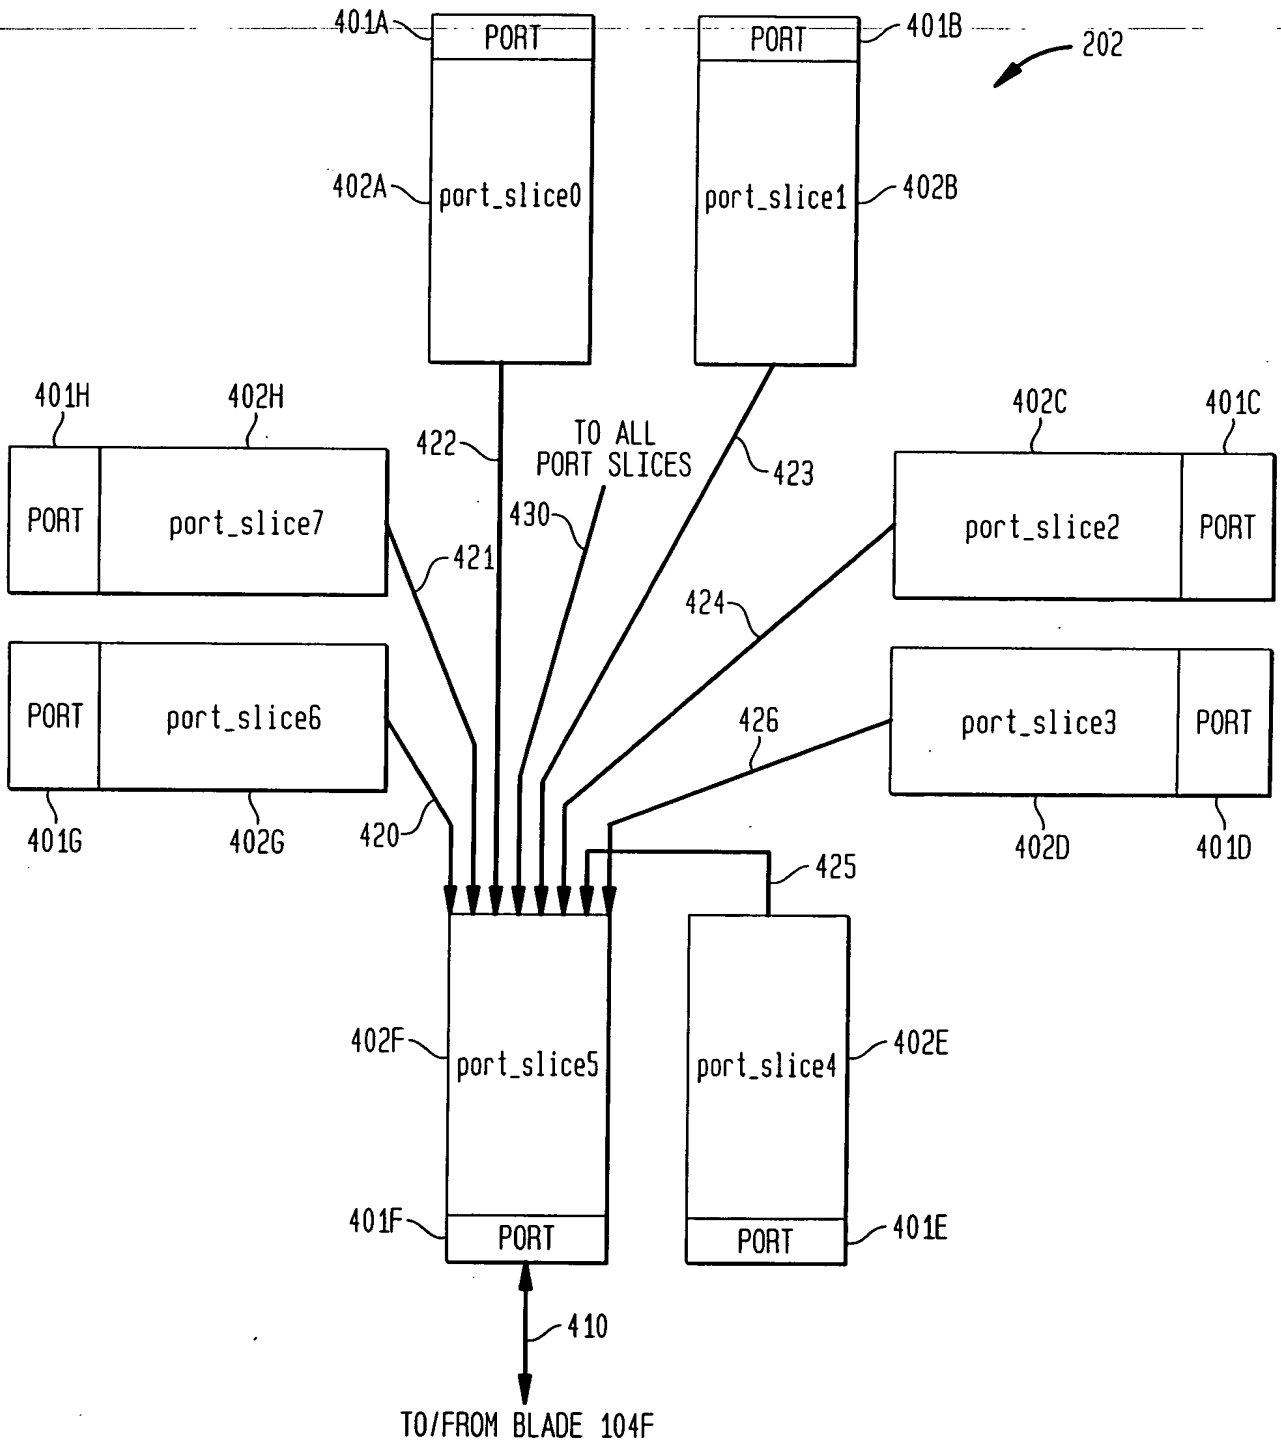 401A
PORT
PORT
401B
202
402A
port_slice0
port_slice1
402B
401H
402H
402C
401C
422
TO ALL
PORT SLICES
423
PORT
port_slice7
430
port_slice2
PORT
421
424
PORT
port_slice6
426
port_slice3
PORT
401G
402G
420
402D
401D
425
402F
port_slice5
port_slice4
402E
401F
PORT
PORT
401E
410
TO/FROM BLADE 104F